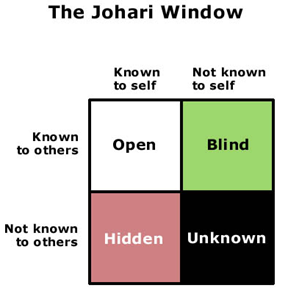 The Johari Window
Known
to self
Not known
to self
Known
to others
Open
Blind
Not known
to others
Hidden
Unknown